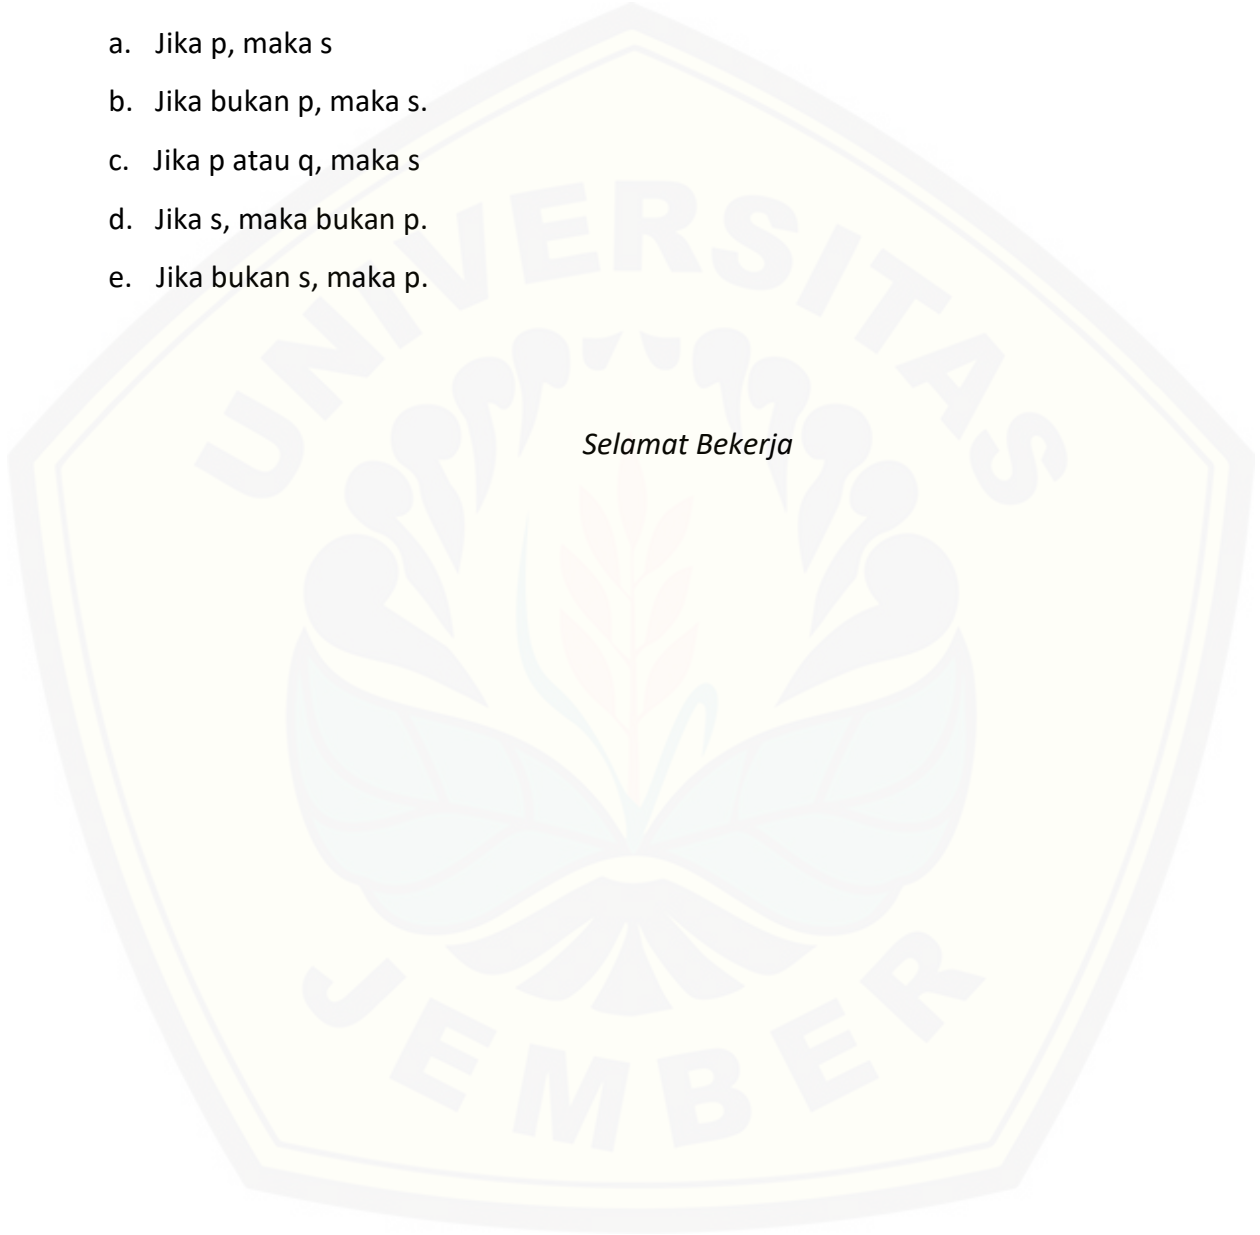 a. Jika p, maka s
b. Jika bukan p, maka s.
c. Jika p atau q, maka s
d. Jika s, maka bukan p.
e. Jika bukan s, maka p.
UNIVERSITAS
Selamat Bekerja
JEMBER